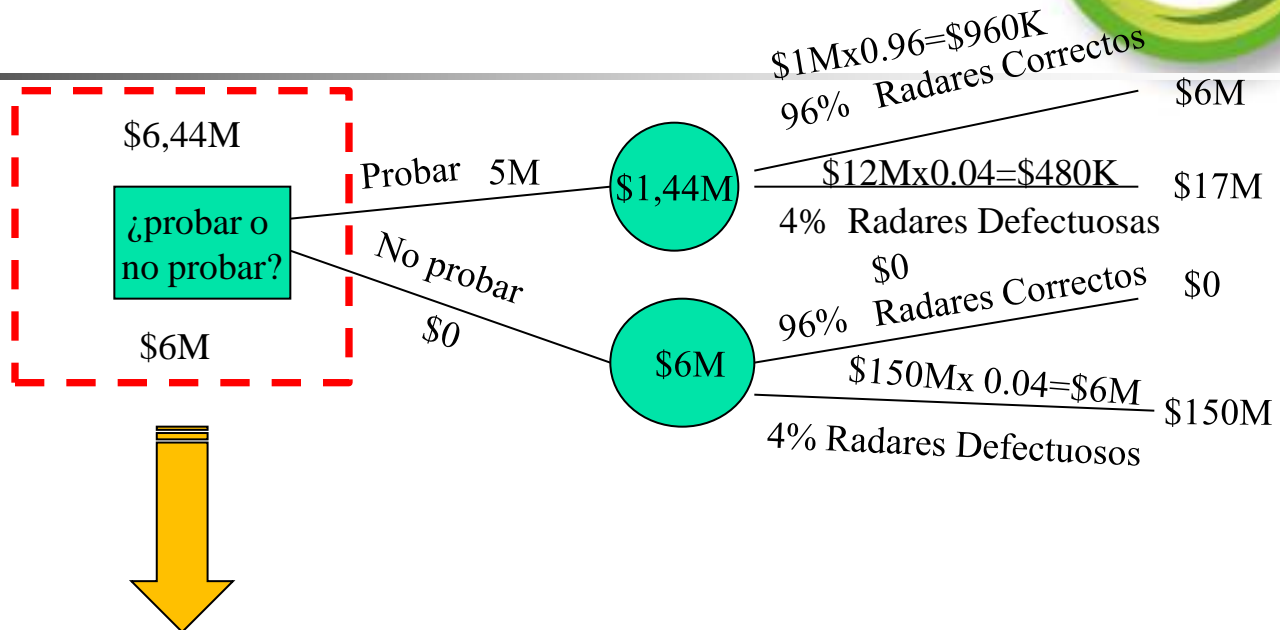 $6,44M
¿probar o
no probar?
$6M
Probar 5M
No probar
$0
$1,44M
$6M
$1Mx0.96=$960K
96% Radares Correctos
$6M
$12Mx0.04=$480K
$17M
4% Radares Defectuosas
$0
96% Radares Correctos
$0
$150Mx 0.04=$6M
$150M
4% Radares Defectuosos